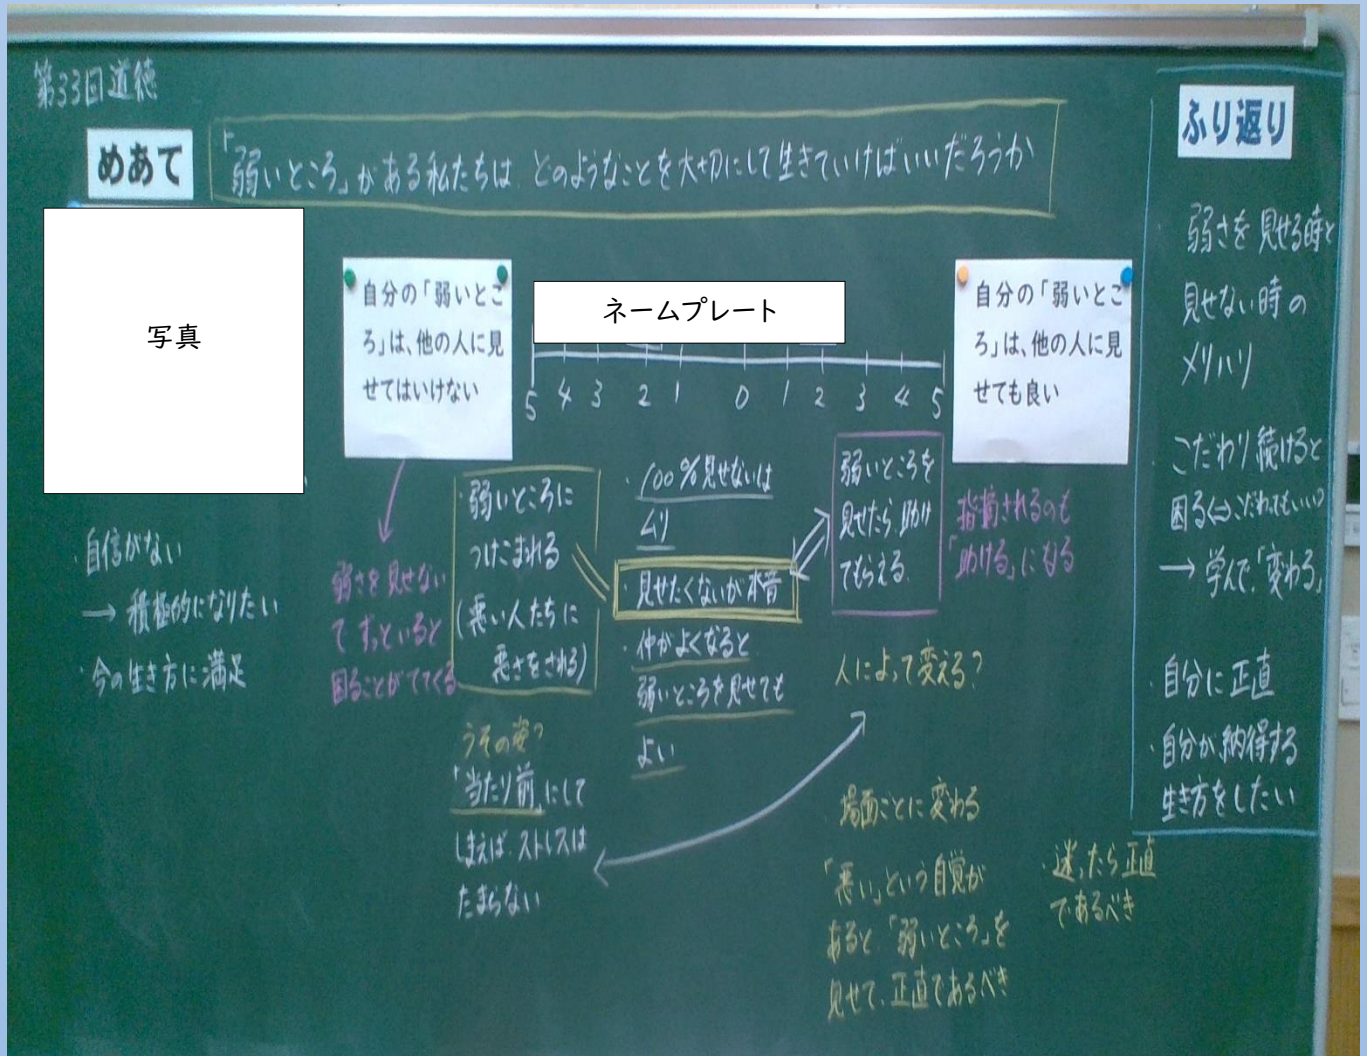 第33回道徳
めあて
「弱いところ」がある私たちは どのようなことを大切にして生きていけばいいだろうか
写真
・自信がない
→ 積極的になりたい
・今の生き方に満足
自分の「弱いとこ
ろ」は、他の人に見
せてはいけない
弱さを見せない
でずっといると
困ることがでてくる
ネームプレート
5 4 3 2 1 0 1 2 3 4 5
・弱いところに
つけこまれる
(悪い人たちに
悪さをされる)
うその姿?
「当たり前」にして
しまえば、ストレスは
たまらない
・100%見せないは
ムリ
見せたくないが本音
・仲がよくなると
弱いところを見せても
よい
弱いところを
見せたら、助け
てもらえる。
自分の「弱いとこ
ろ」は、他の人に見
せても良い
指摘されるのも
「助ける」になる
人によって変える?
場面ごとに変わる
「悪い」という自覚が
あると、「弱いところ」を
見せて、正直であるべき
・迷ったら正直
であるべき
ふり返り
・弱さを見せる時と
見せない時の
メリハリ
・こだわり続けると
困る⇔こだわってもいい?
→ 学んで、「変わる」
・自分に正直
・自分が納得する
生き方をしたい